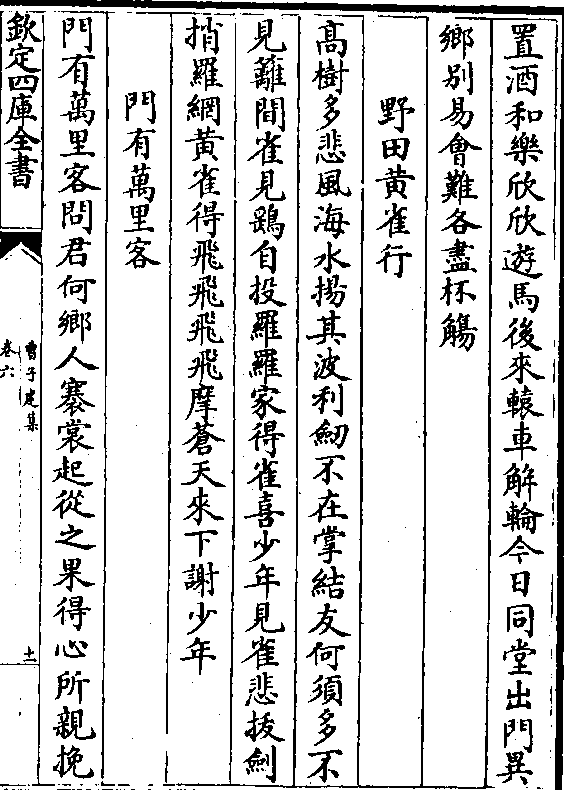 置酒和樂欣欣遊馬後來轅車解輪今日同堂出門異
鄉别易會難各盡杯觴
野田黄雀行
髙樹多悲風海水揚其波利劒不在掌結友何須多不
見籬間雀見鷂自投羅羅家得雀喜少年見雀悲拔劒
捎羅網黄雀得飛飛飛飛摩蒼天來下謝少年
門有萬里客
門有萬里客問君何鄉人褰裳起從之果得心所親挽
欽定四庫全書
曹子建集
卷六
十一